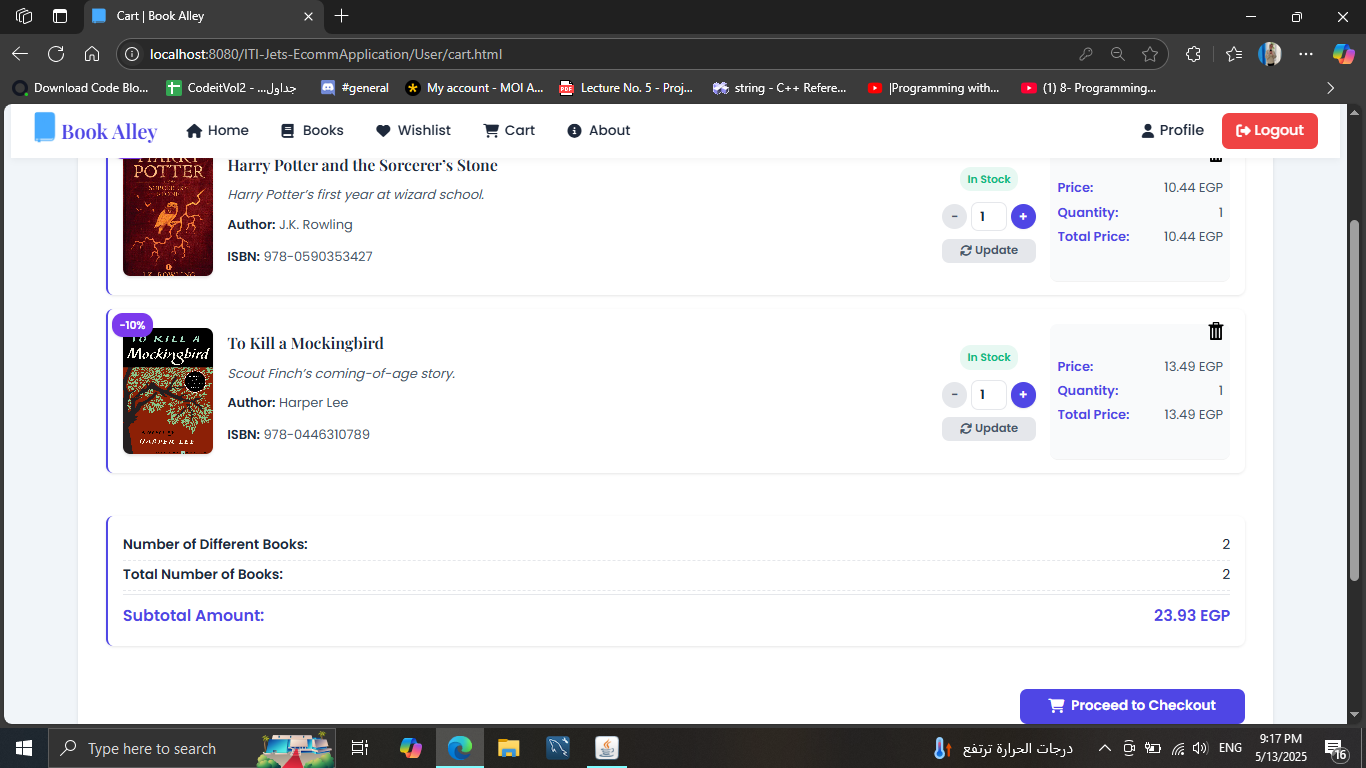 Cart | Book Alley
localhost:8080/ITI-Jets-EcommApplication/User/cart.html
Download Code Blo...
CodeitVol2 - ...جداول
#general
My account - MOI A...
PDF
Lecture No. 5 - Proj...
string - C++ Refere...
|Programming with...
(1) 8- Programming...
Book Alley
Home
Books
Wishlist
Cart
About
Profile
Logout
HARRY
POTTER
Harry Potter and the Sorcerer's Stone
Harry Potter's first year at wizard school.
Author: J.K. Rowling
ISBN: 978-0590353427
In Stock
-
1
+
Update
Price: 10.44 EGP
Quantity: 1
Total Price: 10.44 EGP
J.K. ROWLING
-10%
TO KILL A
Mockingbird
HARPER LEE
To Kill a Mockingbird
Scout Finch's coming-of-age story.
Author: Harper Lee
ISBN: 978-0446310789
In Stock
-
1
+
Update
Price: 13.49 EGP
Quantity: 1
Total Price: 13.49 EGP
Number of Different Books: 2
Total Number of Books: 2
Subtotal Amount: 23.93 EGP
Proceed to Checkout
Type here to search
درجات الحرارة ترتفع
ENG
9:17 PM
5/13/2025
16